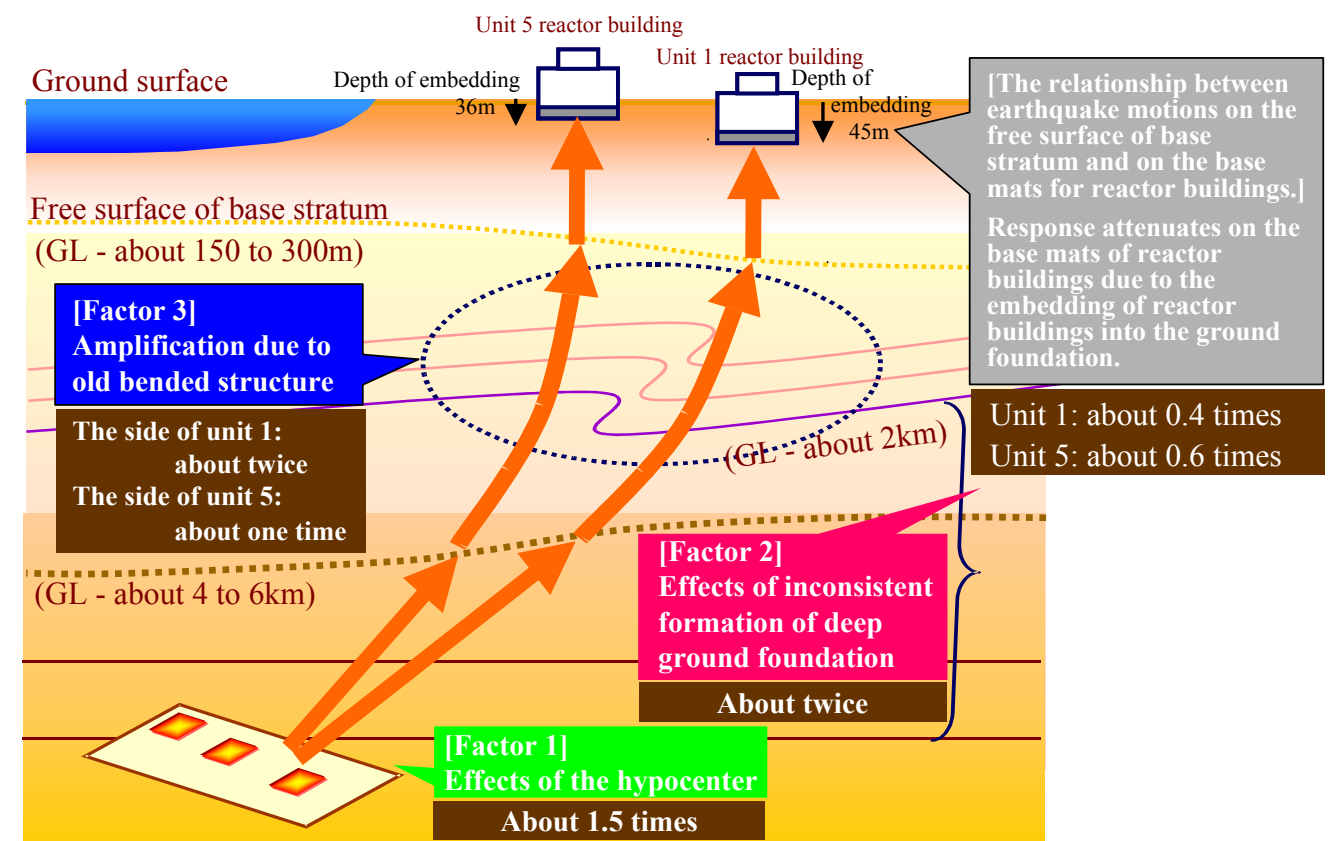 Unit 5 reactor building
Unit 1 reactor building
Ground surface
Depth of embedding
36m
Depth of
embedding
45m
[The relationship between
earthquake motions on the
free surface of base
stratum and on the base
mats for reactor buildings.]
Response attenuates on the
base mats of reactor
buildings due to the
embedding of reactor
buildings into the ground
foundation.
Unit 1: about 0.4 times
Unit 5: about 0.6 times
Free surface of base stratum
(GL - about 150 to 300m)
[Factor 3]
Amplification due to
old bended structure
The side of unit 1:
about twice
The side of unit 5:
about one time
(GL - about 2km)
(GL - about 4 to 6km)
[Factor 2]
Effects of inconsistent
formation of deep
ground foundation
About twice
[Factor 1]
Effects of the hypocenter
About 1.5 times